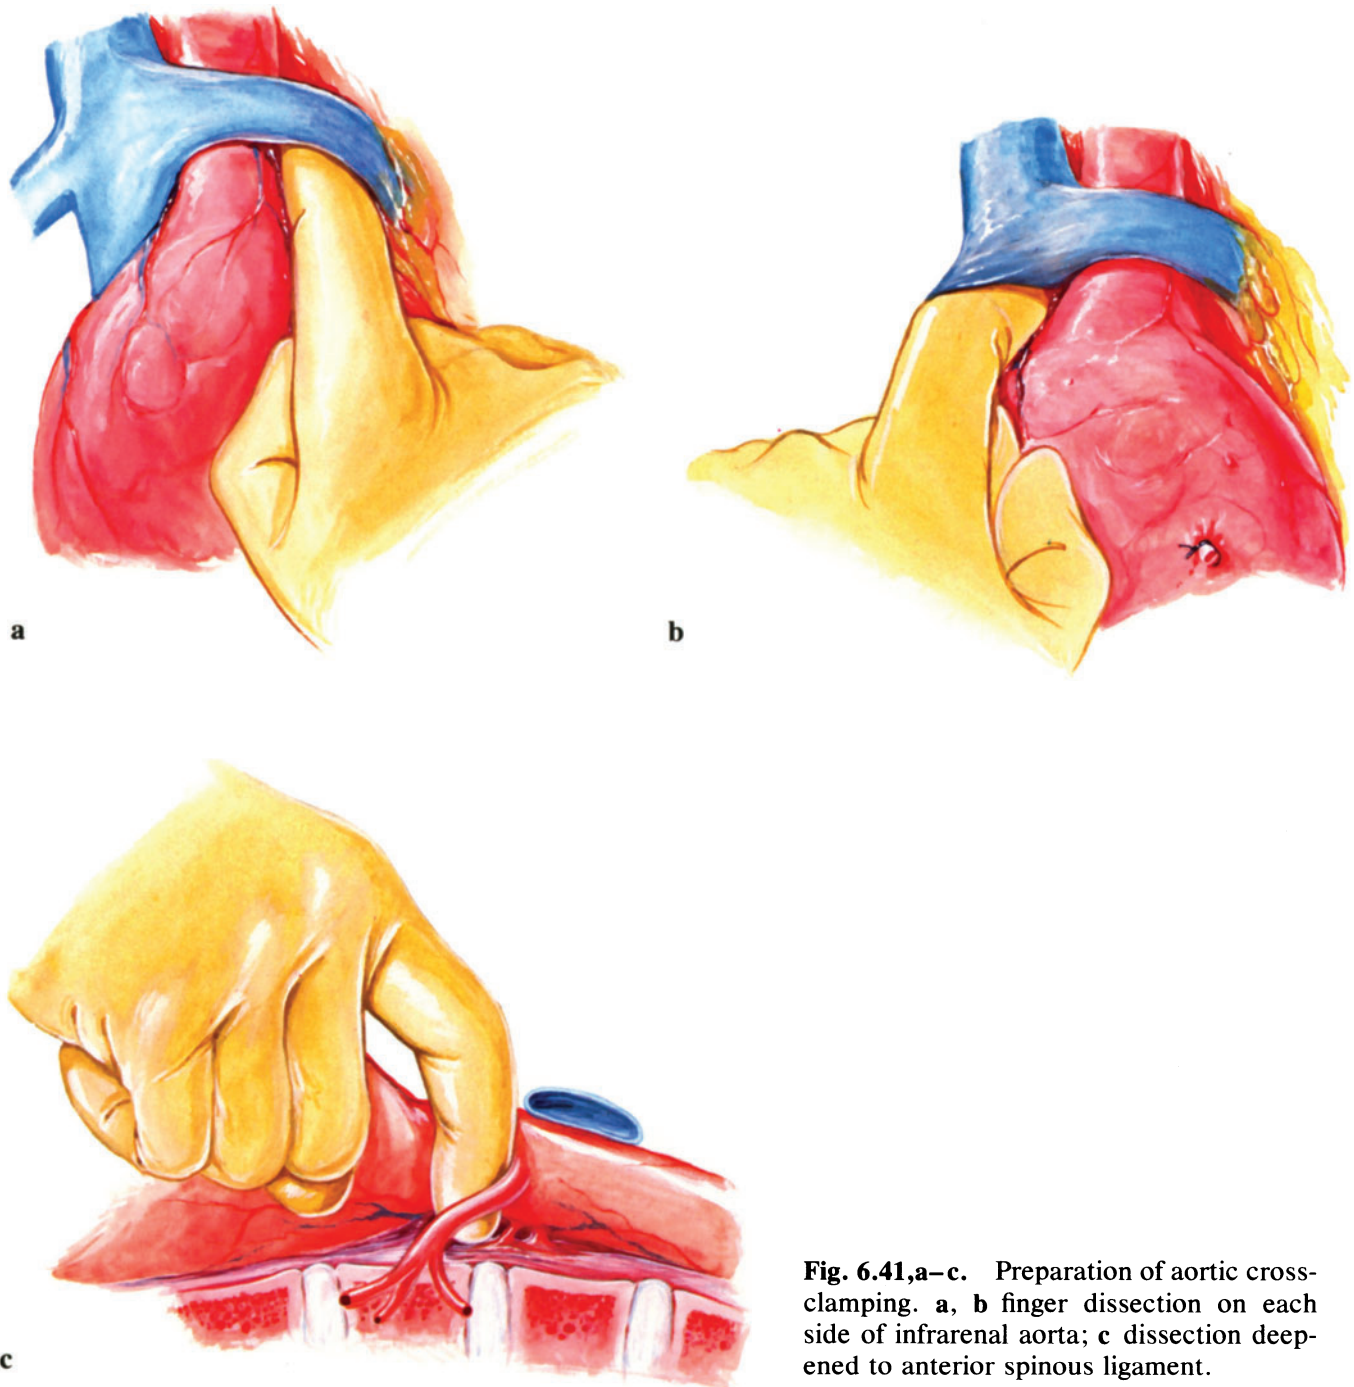 a
b
c
Fig. 6.41,a–c. Preparation of aortic cross-
clamping. a, b finger dissection on each
side of infrarenal aorta; c dissection deep-
ened to anterior spinous ligament.